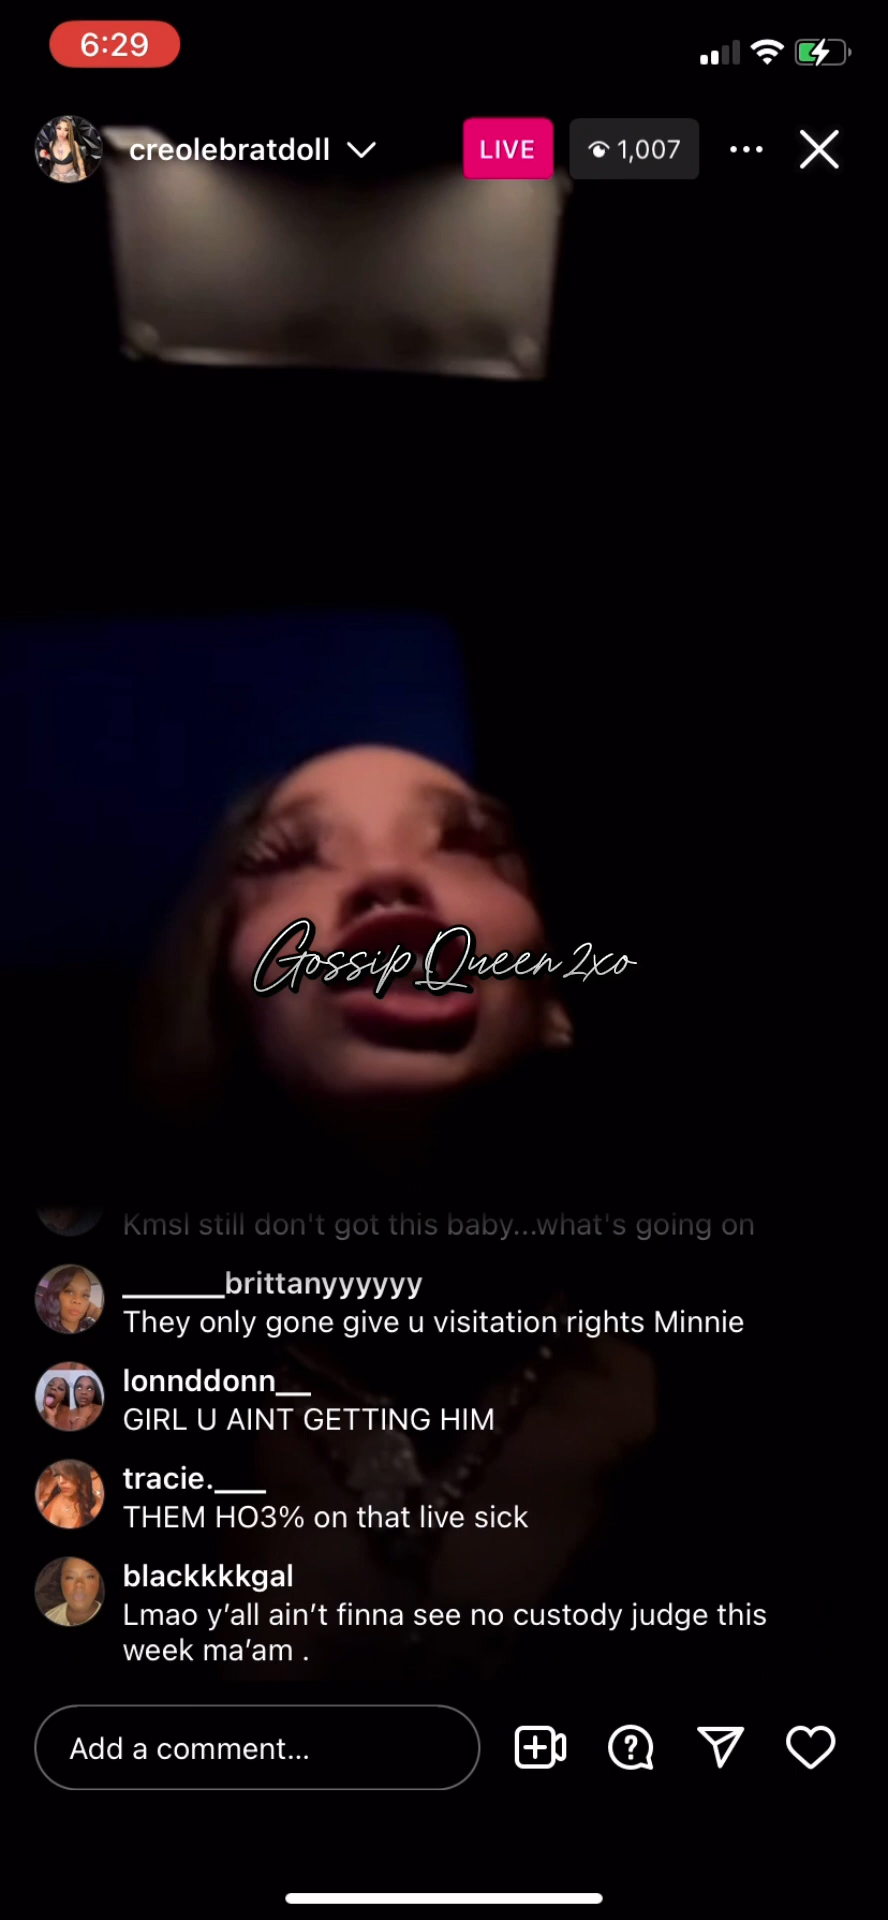 6:29
creolebratdoll
LIVE
1,007
Gossip Queen 2xo
Kmsl still don't got this baby...what's going on
______brittanyyyyyy
They only gone give u visitation rights Minnie
lonnddonn__
GIRL U AINT GETTING HIM
tracie.___
THEM HO3% on that live sick
blackkkkgal
Lmao y’all ain’t finna see no custody judge this
week ma’am .
Add a comment...